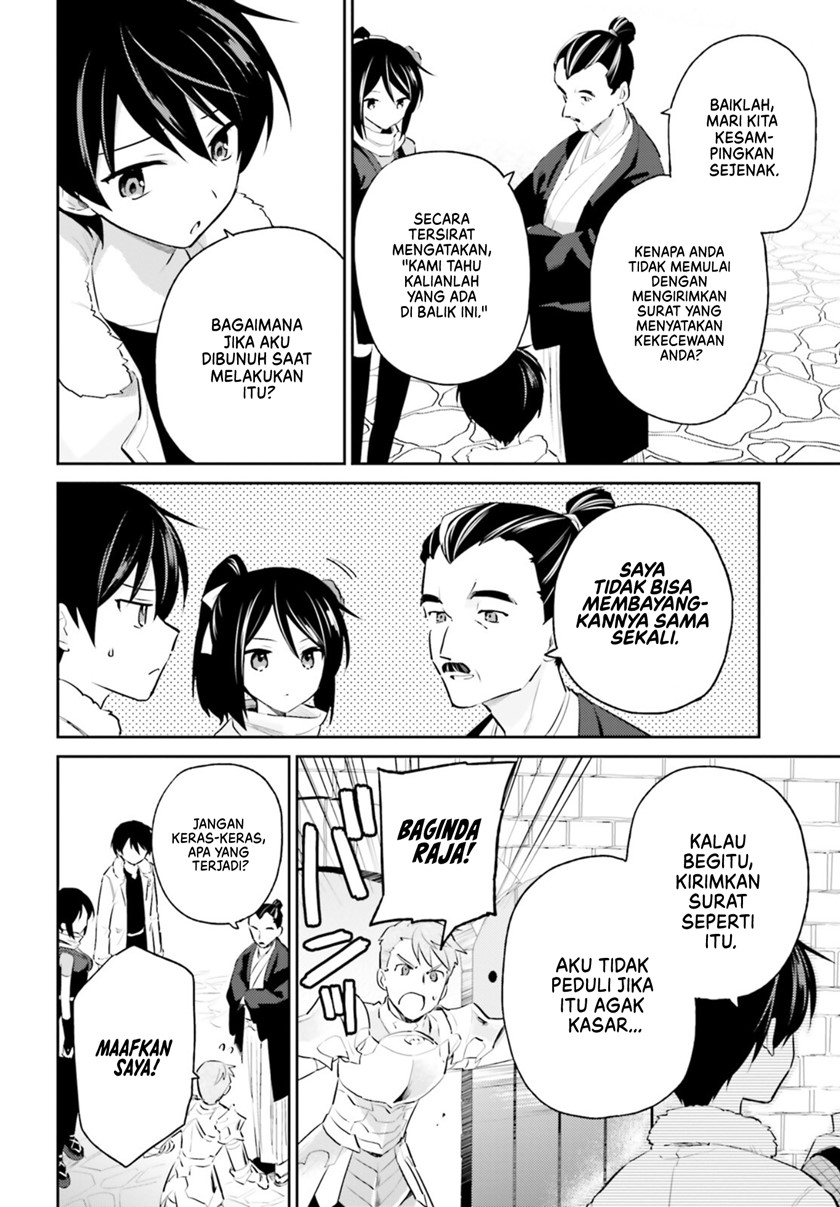 BAIKLAH,
MARI KITA
KESAM-
PINGKAN
SEJENAK.
KENAPA ANDA
TIDAK MEMULAI
DENGAN
MENGIRIMKAN
SURAT YANG
MENYATAKAN
KEKECEWAAN
ANDA?
SECARA
TERSIRAT
MENGATAKAN,
"KAMI TAHU
KALIANLAH
YANG ADA
DI BALIK INI."
BAGAIMANA
JIKA AKU
DIBUNUH SAAT
MELAKUKAN
ITU?
SAYA
TIDAK BISA
MEMBAYANG-
KANNYA SAMA
SEKALI.
KALAU
BEGITU,
KIRIMKAN
SURAT
SEPERTI
ITU.
AKU TIDAK
PEDULI JIKA
ITU AGAK
KASAR...
BAGINDA
RAJA!
JANGAN
KERAS-KERAS,
APA YANG
TERJADI?
MAAFKAN
SAYA!